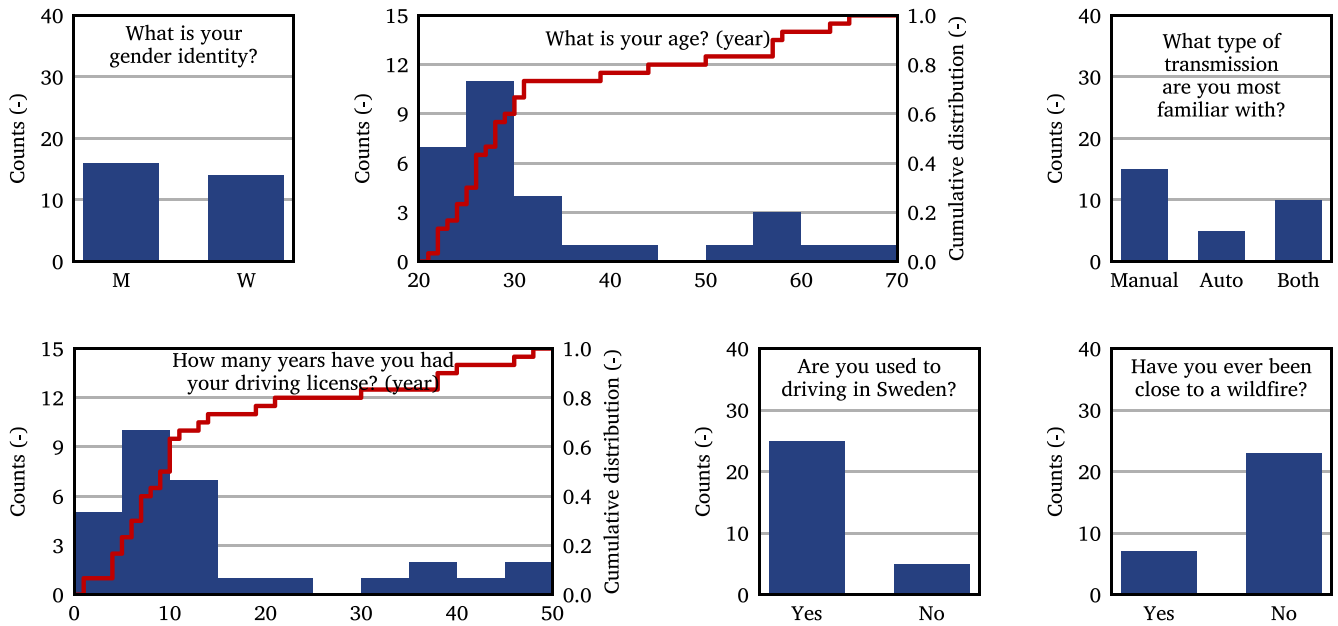 What is your
gender identity?
Counts (-)
40
30
20
10
0
M W
What is your age? (year)
Counts (-)
15
12
9
6
3
0
20 30 40 50 60 70
1.0
0.8
0.6
0.4
0.2
0.0
Cumulative distribution (-)
What type of
transmission
are you most
familiar with?
Counts (-)
40
30
20
10
0
Manual Auto Both
How many years have you had
your driving license? (year)
Counts (-)
15
12
9
6
3
0
0 10 20 30 40 50
1.0
0.8
0.6
0.4
0.2
0.0
Cumulative distribution (-)
Are you used to
driving in Sweden?
Counts (-)
40
30
20
10
0
Yes No
Have you ever been
close to a wildfire?
Counts (-)
40
30
20
10
0
Yes No